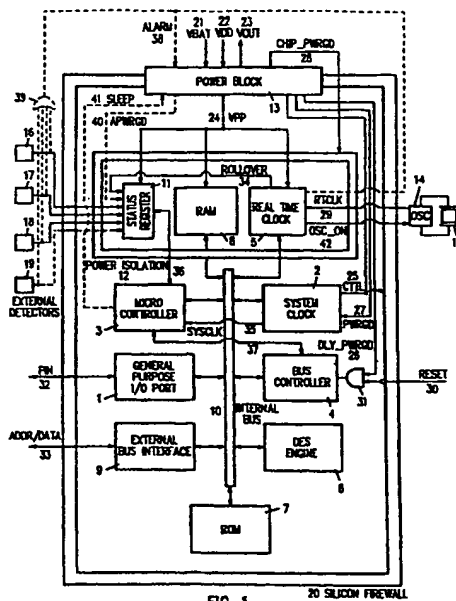 ALARM
38
21
VBAT
22
VDD
23
VOUT
CHIP_PWRGD
28
POWER BLOCK
13
41 SLEEP
40 APWRGD
24 VPP
39
16
17
18
19
EXTERNAL
DETECTORS
11
STATUS
REGISTER
ROLLOVER
34
RAM
REAL TIME
CLOCK
5
RTCLK
29
OSC_ON
42
14
OSC
POWER ISOLATION
12
36
MICRO
CONTROLLER
3
SYSCLK
35
37
2
SYSTEM
CLOCK
25
CTRL
27
PWRGD
DLY_PWRGD
26
PIN
32
GENERAL
PURPOSE
I/O PORT
1
10
INTERNAL
BUS
BUS
CONTROLLER
4
31
RESET
30
ADDR/DATA
33
EXTERNAL
BUS INTERFACE
9
DES
ENGINE
ROM
7
20 SILICON FIREWALL